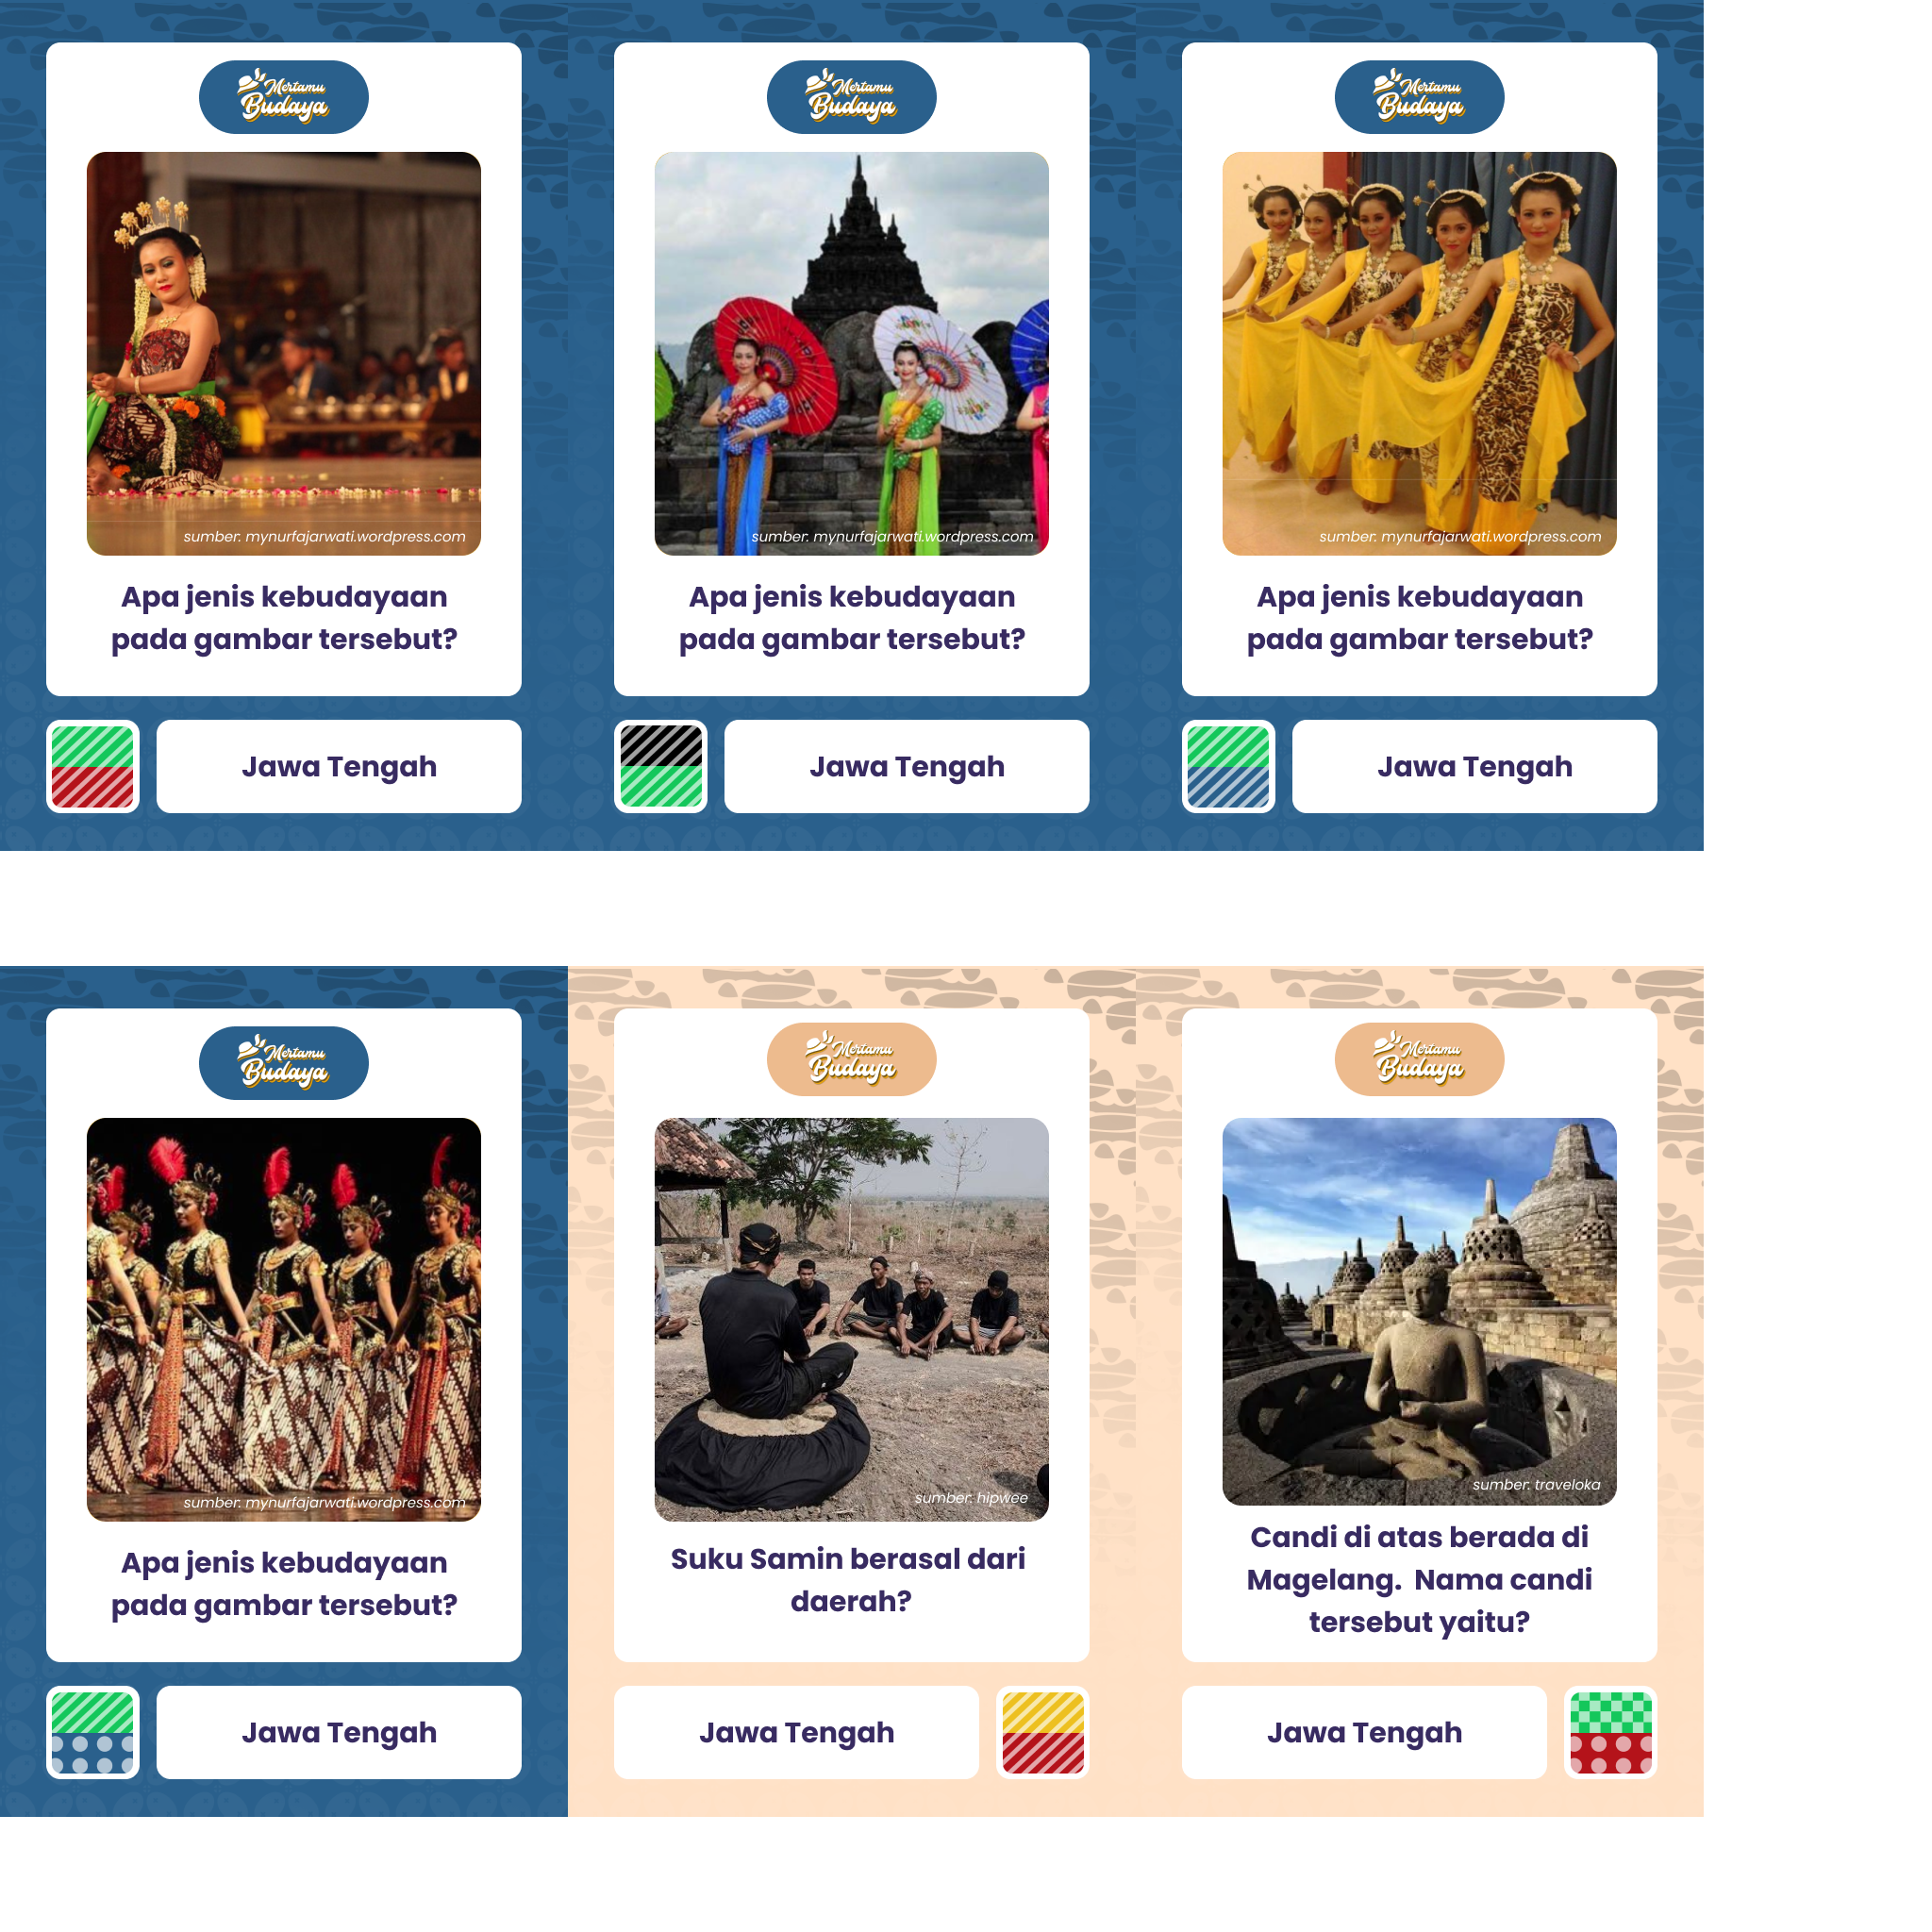 Mertamu
Budaya
sumber: mynurfajarwati.wordpress.com
Apa jenis kebudayaan
pada gambar tersebut?
Jawa Tengah
Mertamu
Budaya
sumber: mynurfajarwati.wordpress.com
Apa jenis kebudayaan
pada gambar tersebut?
Jawa Tengah
Mertamu
Budaya
sumber: mynurfajarwati.wordpress.com
Apa jenis kebudayaan
pada gambar tersebut?
Jawa Tengah
Mertamu
Budaya
sumber: mynurfajarwati.wordpress.com
Apa jenis kebudayaan
pada gambar tersebut?
Jawa Tengah
Mertamu
Budaya
sumber: hipwee
Suku Samin berasal dari
daerah?
Jawa Tengah
Mertamu
Budaya
sumber: traveloka
Candi di atas berada di
Magelang.  Nama candi
tersebut yaitu?
Jawa Tengah